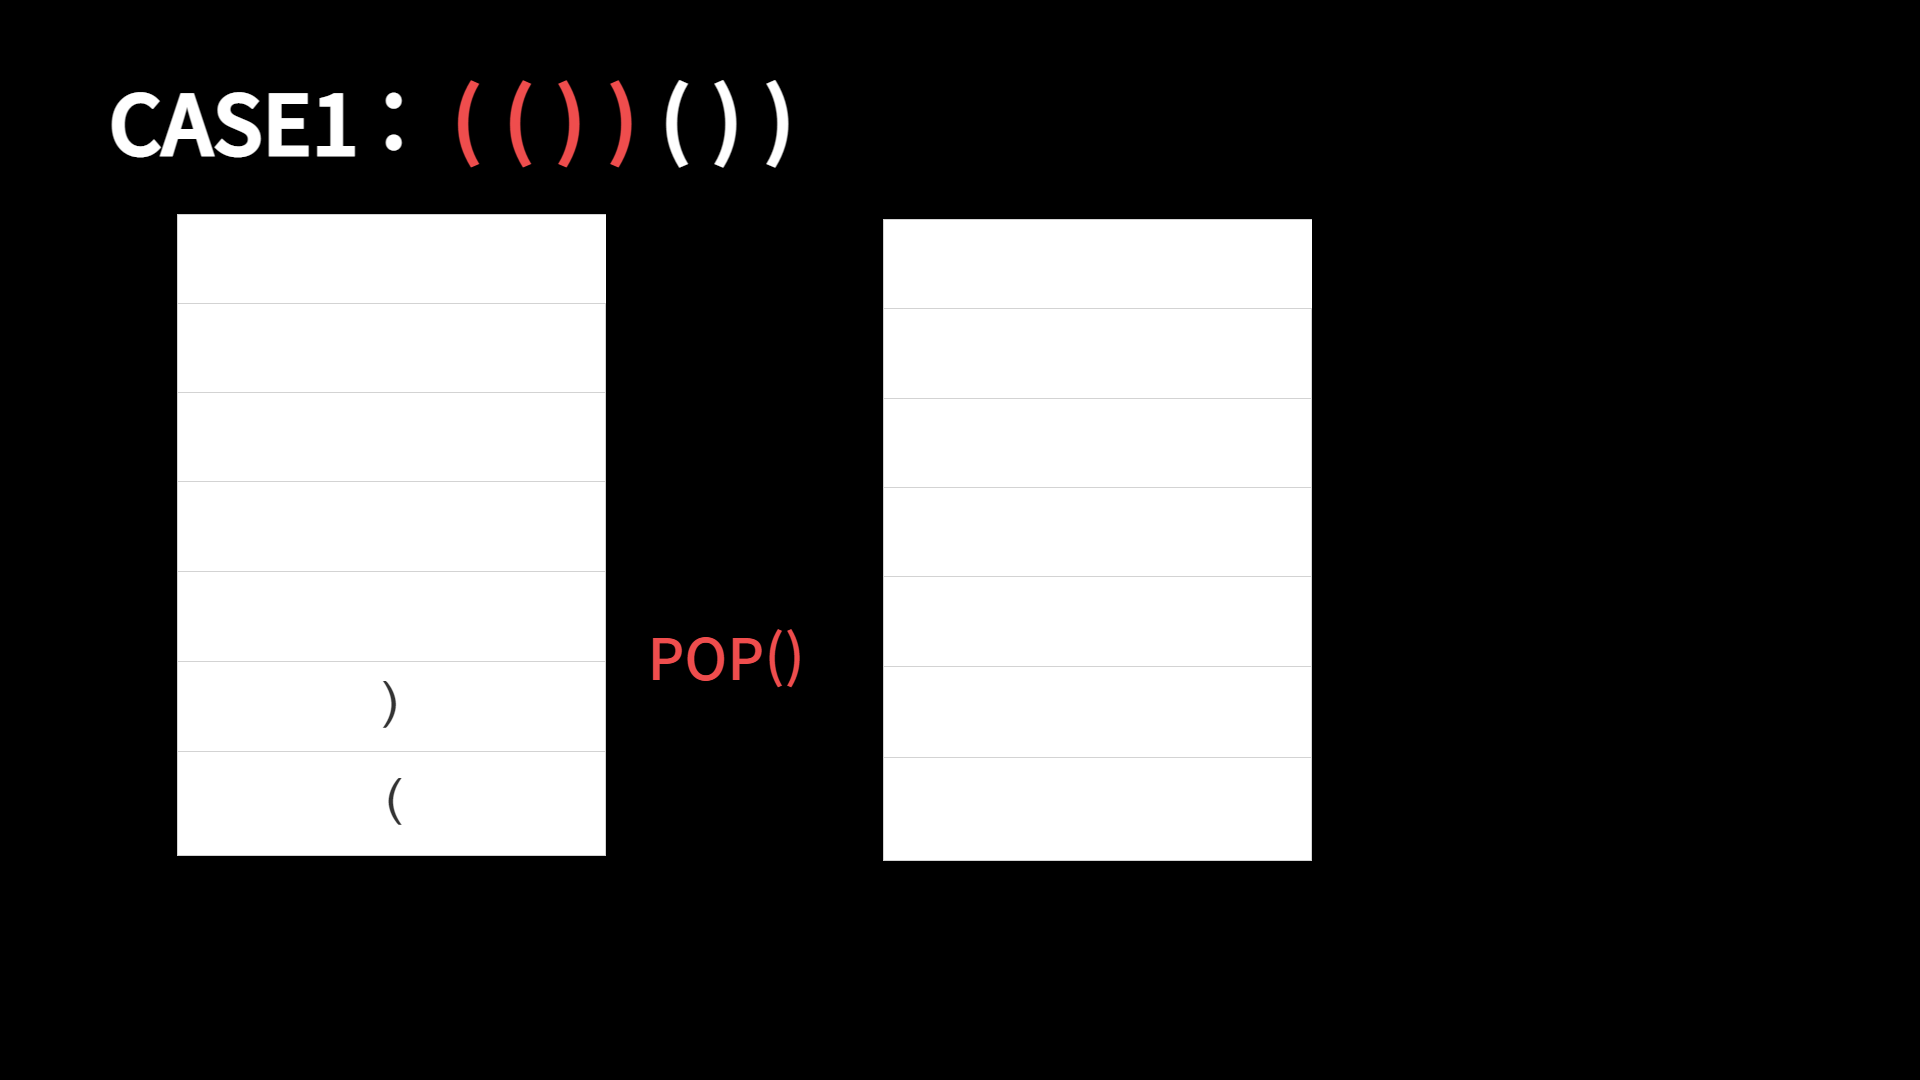 CASE1：(())())
POP()
)
(